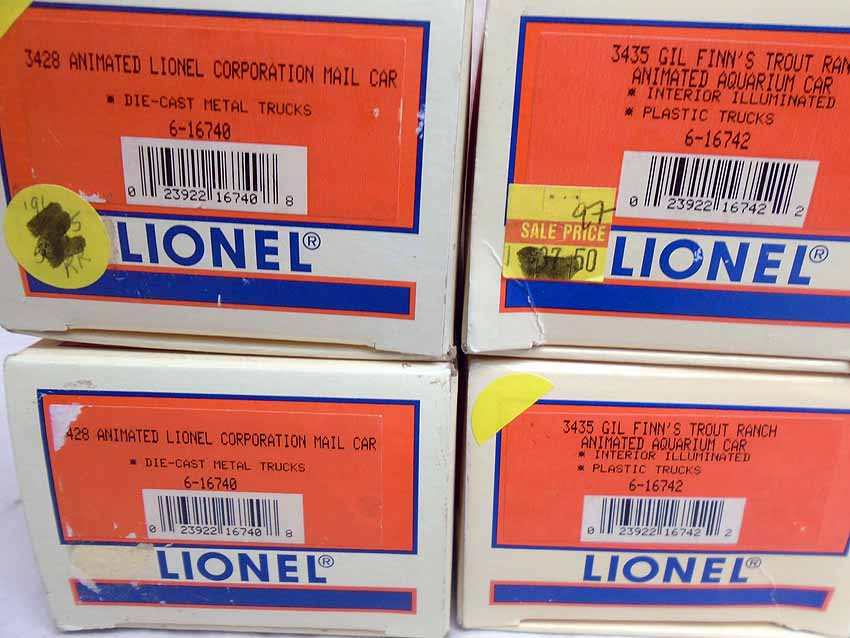 3428 ANIMATED LIONEL CORPORATION MAIL CAR
* DIE-CAST METAL TRUCKS
6-16740
0 23922 16740 8
LIONEL®
3435 GIL FINN'S TROUT RAN
ANIMATED AQUARIUM CAR
* INTERIOR ILLUMINATED
* PLASTIC TRUCKS
6-16742
0 23922 16742 2
97
SALE PRICE
LIONEL®
428 ANIMATED LIONEL CORPORATION MAIL CAR
* DIE-CAST METAL TRUCKS
6-16740
0 23922 16740 8
LIONEL®
3435 GIL FINN'S TROUT RANCH
ANIMATED AQUARIUM CAR
* INTERIOR ILLUMINATED
* PLASTIC TRUCKS
6-16742
0 23922 16742 2
LIONEL®